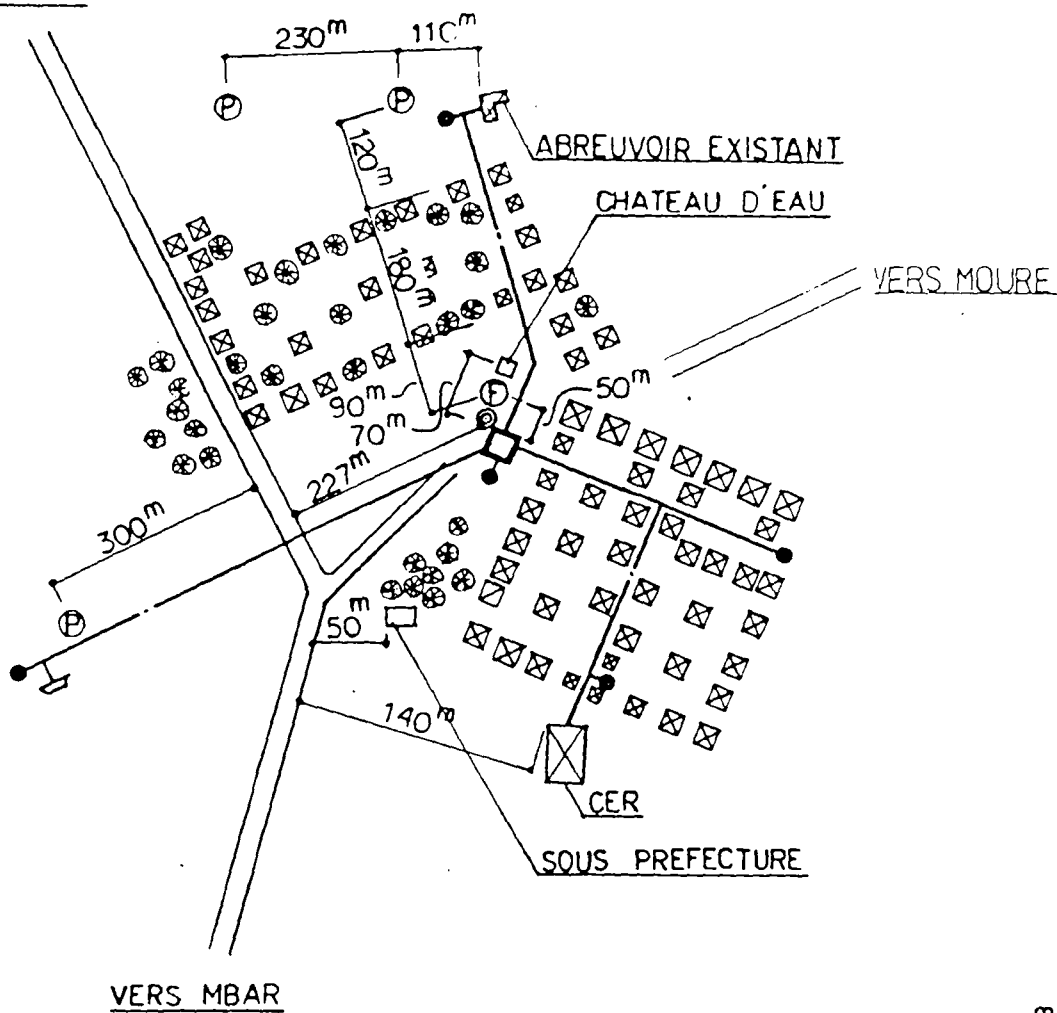 230m
110m
P
P
120m
ABREUVOIR EXISTANT
CHATEAU D'EAU
180m
m
VERS MOURE
90m
F
50m
70m
227m
300m
P
50m
140m
CER
SOUS PREFECTURE
VERS MBAR
m